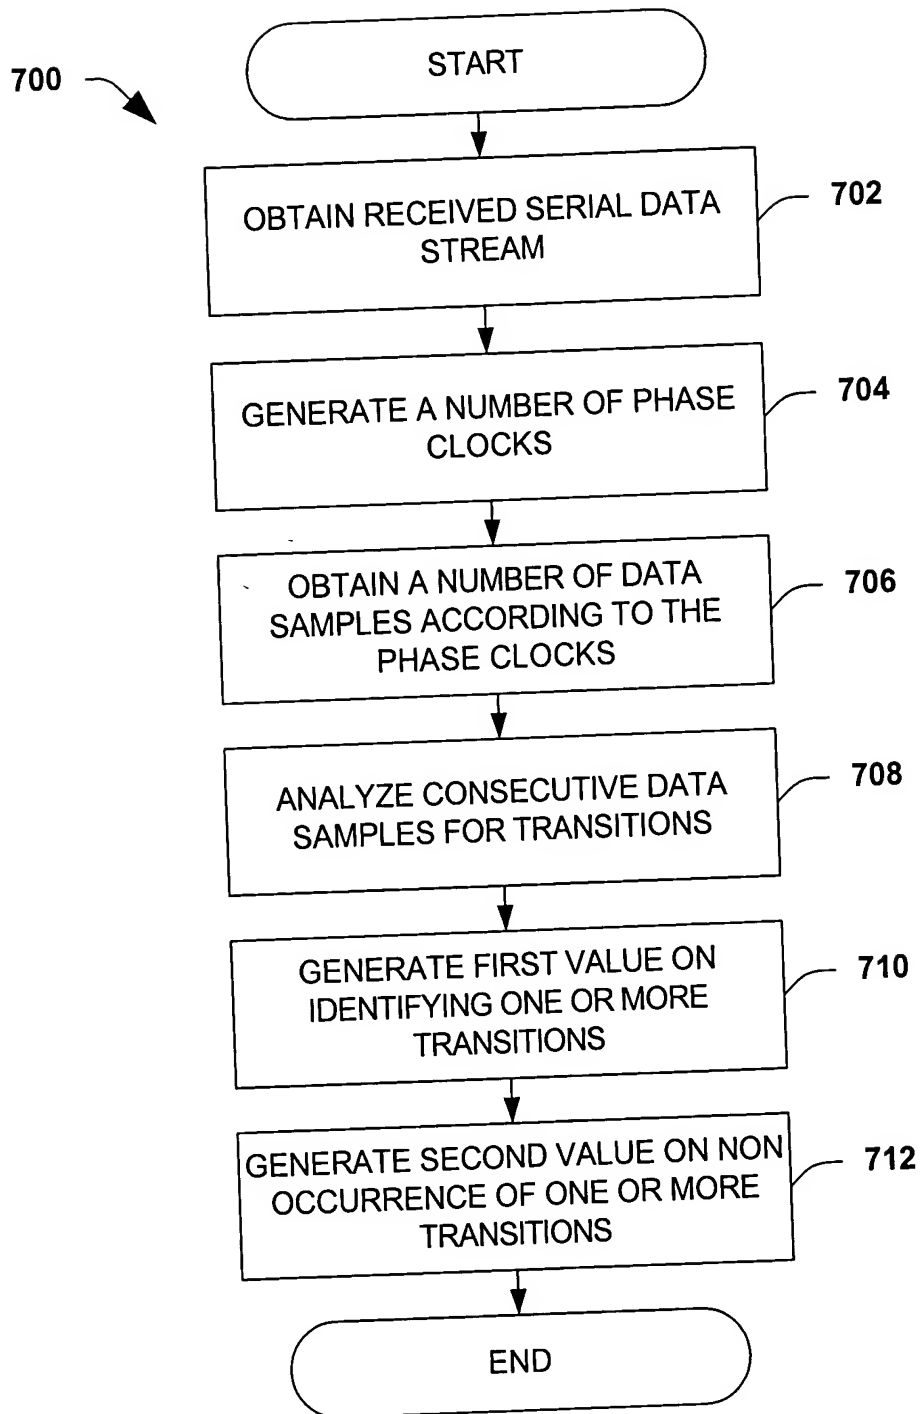 START
700
OBTAIN RECEIVED SERIAL DATA
STREAM
702
GENERATE A NUMBER OF PHASE
CLOCKS
704
OBTAIN A NUMBER OF DATA
SAMPLES ACCORDING TO THE
PHASE CLOCKS
706
ANALYZE CONSECUTIVE DATA
SAMPLES FOR TRANSITIONS
708
GENERATE FIRST VALUE ON
IDENTIFYING ONE OR MORE
TRANSITIONS
710
GENERATE SECOND VALUE ON NON
OCCURRENCE OF ONE OR MORE
TRANSITIONS
712
END